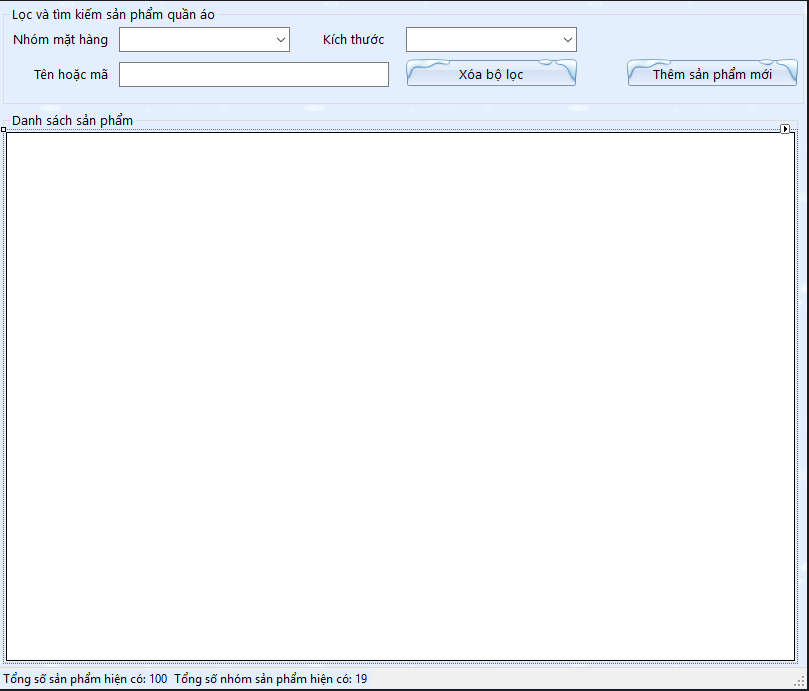 Lọc và tìm kiếm sản phẩm quần áo
Nhóm mặt hàng Kích thước
Tên hoặc mã Xóa bộ lọc Thêm sản phẩm mới
Danh sách sản phẩm
Tổng số sản phẩm hiện có: 100 Tổng số nhóm sản phẩm hiện có: 19